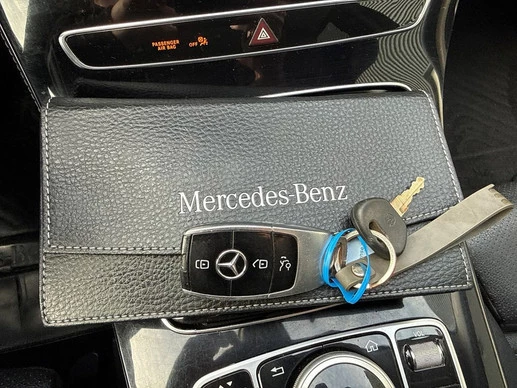 PASSENGER
AIR BAG
OFF
Mercedes-Benz